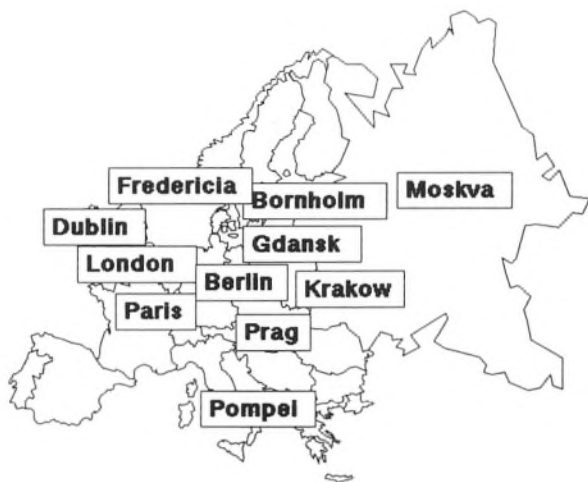 Fredericia
Bornholm
Moskva
Dublin
Gdansk
London
Berlin
Krakow
Paris
Prag
Pompei